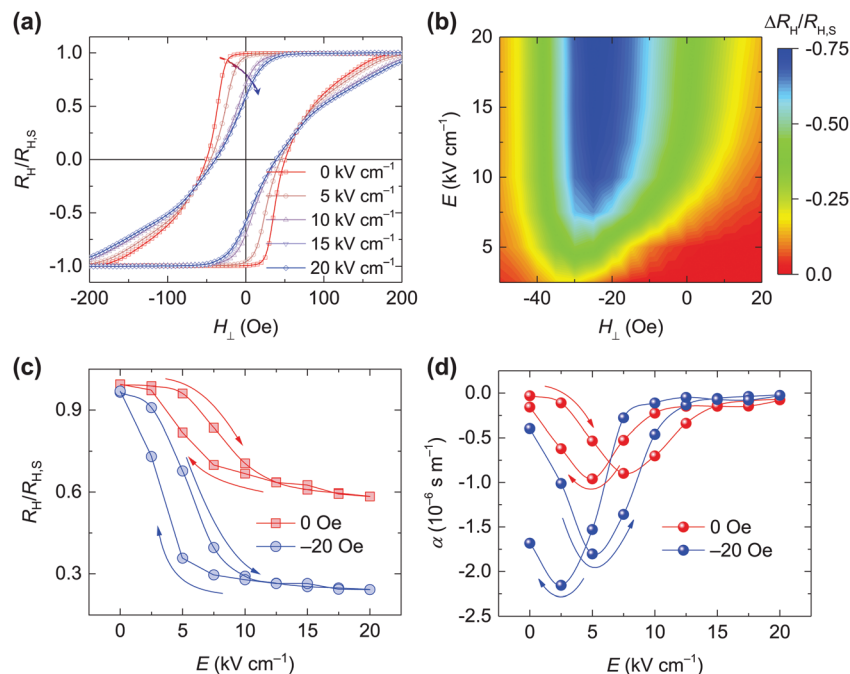 (a)
1.0
0.5
0.0
-0.5
-1.0
R_H/R_H,S
0 kV cm⁻¹
5 kV cm⁻¹
10 kV cm⁻¹
15 kV cm⁻¹
20 kV cm⁻¹
-200 -100 0 100 200
H⊥ (Oe)
(b)
20
15
10
5
E (kV cm⁻¹)
-40 -20 0 20
H⊥ (Oe)
ΔR_H/R_H,S
-0.75
-0.50
-0.25
0.0
(c)
0.9
0.6
0.3
R_H/R_H,S
0 Oe
–20 Oe
0 5 10 15 20
E (kV cm⁻¹)
(d)
0.0
-0.5
-1.0
-1.5
-2.0
-2.5
α (10⁻⁶ s m⁻¹)
0 Oe
–20 Oe
0 5 10 15 20
E (kV cm⁻¹)